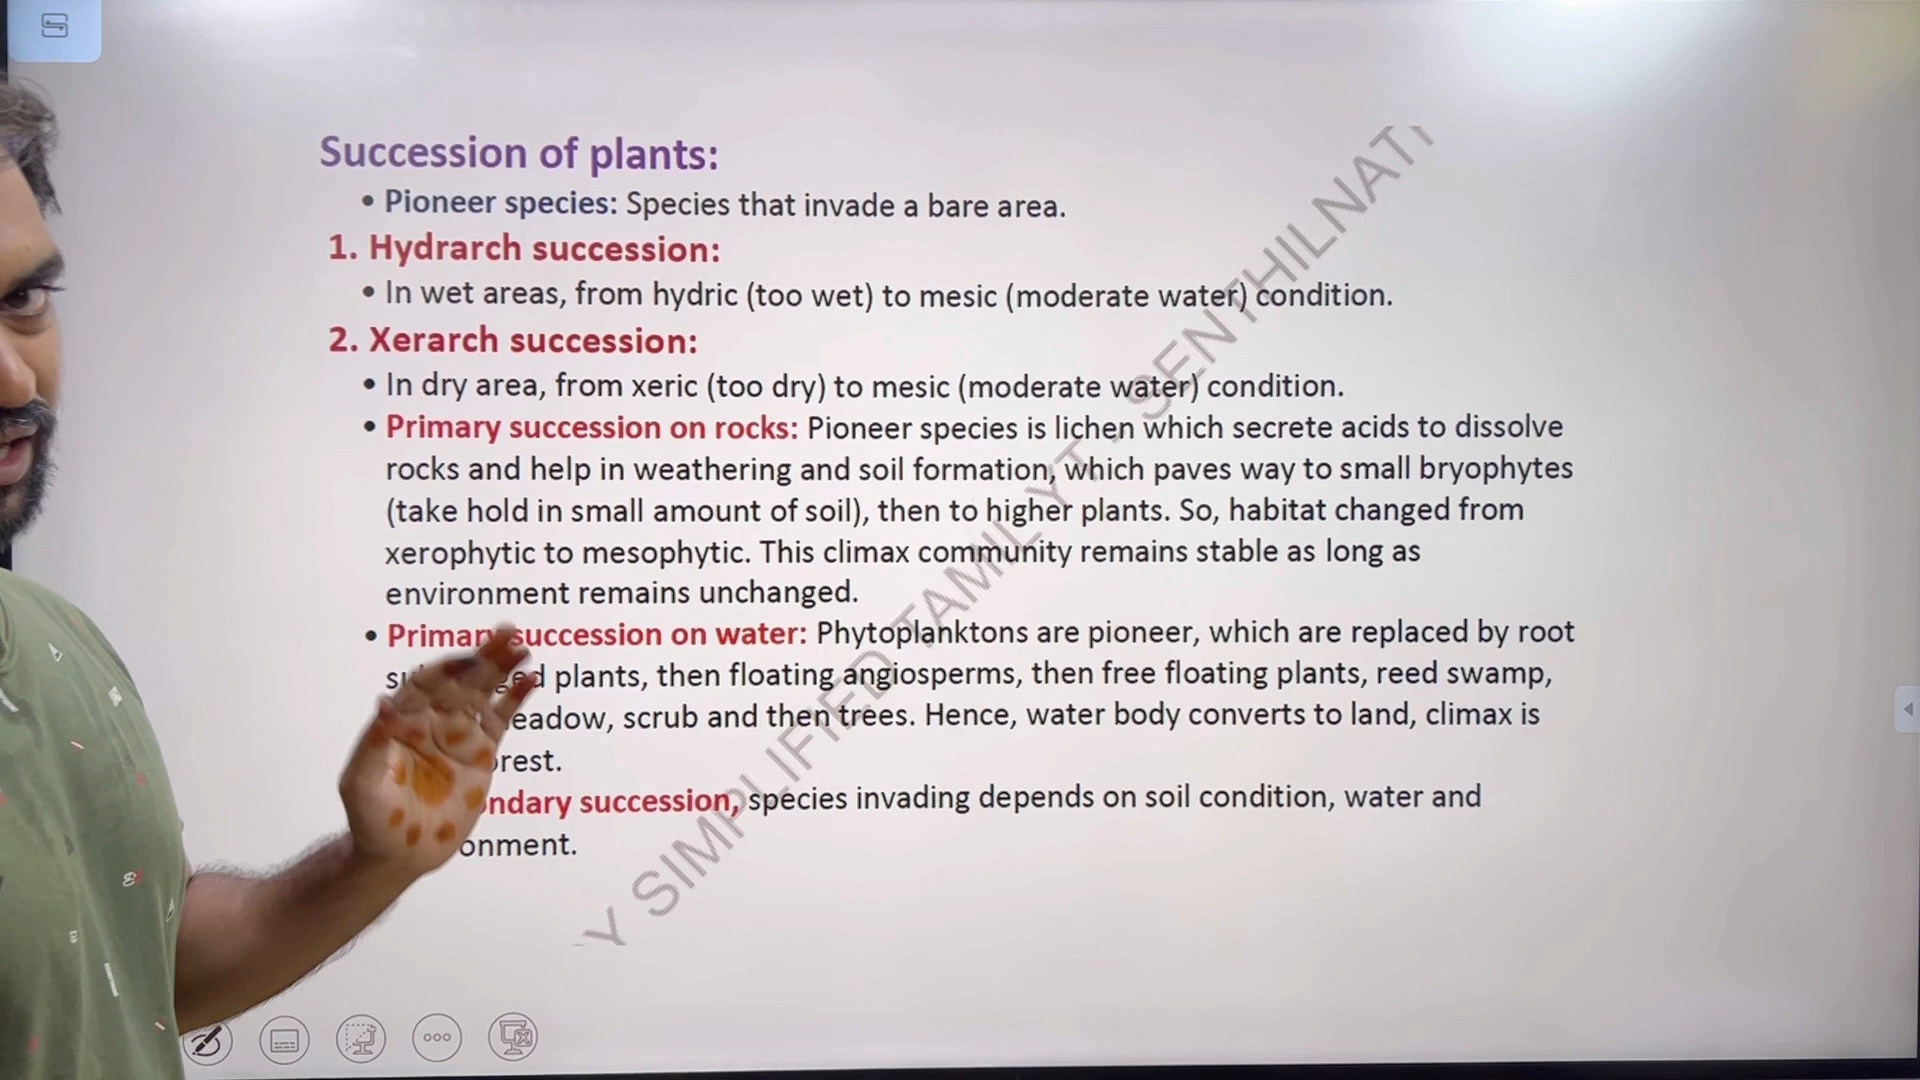 Succession of plants:
• Pioneer species: Species that invade a bare area.
1. Hydrarch succession:
• In wet areas, from hydric (too wet) to mesic (moderate water) condition.
2. Xerarch succession:
• In dry area, from xeric (too dry) to mesic (moderate water) condition.
• Primary succession on rocks: Pioneer species is lichen which secrete acids to dissolve
rocks and help in weathering and soil formation, which paves way to small bryophytes
(take hold in small amount of soil), then to higher plants. So, habitat changed from
xerophytic to mesophytic. This climax community remains stable as long as
environment remains unchanged.
• Primary succession on water: Phytoplanktons are pioneer, which are replaced by root
plants, then floating angiosperms, then free floating plants, reed swamp,
eadow, scrub and then trees. Hence, water body converts to land, climax is
orest.
ndary succession, species invading depends on soil condition, water and
onment.
Y SIMPLIFIED TAMIL YT - SENTHILNAT